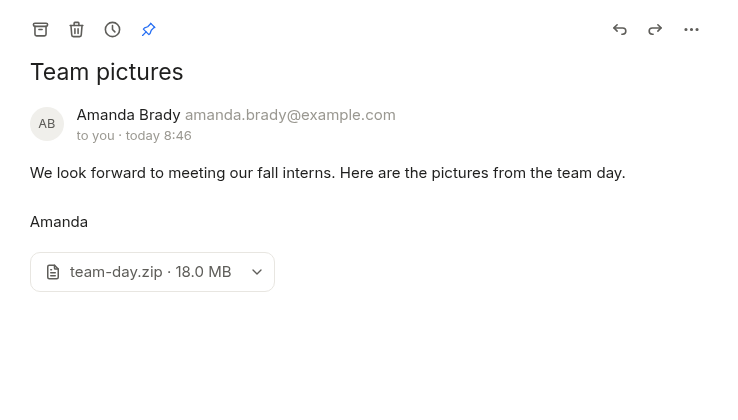 Team pictures
AB
Amanda Brady amanda.brady@example.com
to you · today 8:46
We look forward to meeting our fall interns. Here are the pictures from the team day.
Amanda
team-day.zip · 18.0 MB